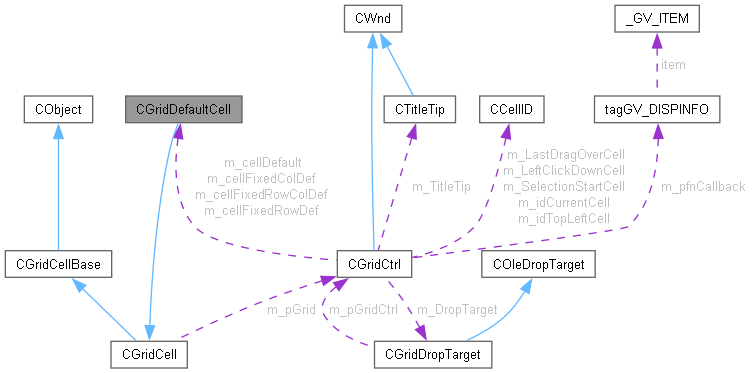 CWnd
_GV_ITEM
item
CObject
CGridDefaultCell
CTitleTip
CCellID
tagGV_DISPINFO
m_cellDefault
m_cellFixedColDef
m_cellFixedRowColDef
m_cellFixedRowDef
m_TitleTip
m_LastDragOverCell
m_LeftClickDownCell
m_SelectionStartCell
m_idCurrentCell
m_idTopLeftCell
m_pfnCallback
CGridCellBase
CGridCtrl
COleDropTarget
m_pGrid
m_pGridCtrl
m_DropTarget
CGridCell
CGridDropTarget